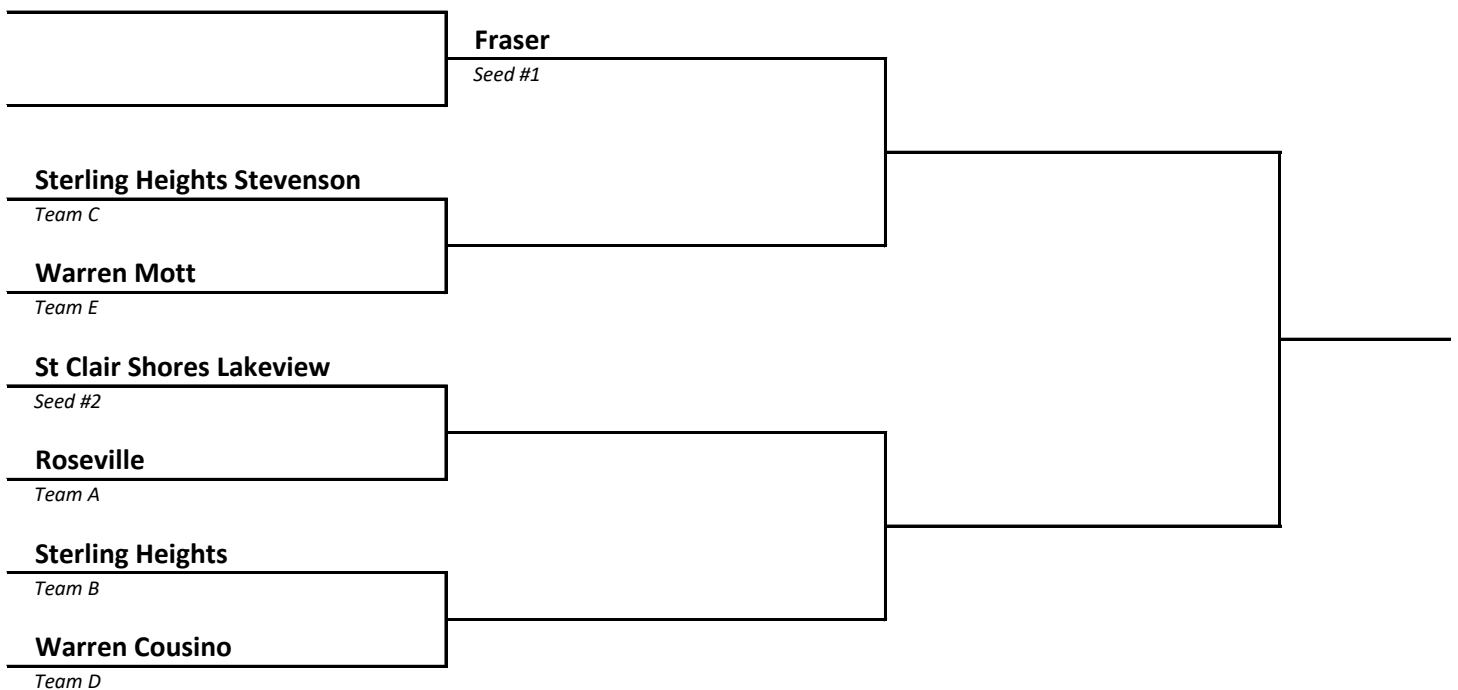 Fraser
Seed #1
Sterling Heights Stevenson
Team C
Warren Mott
Team E
St Clair Shores Lakeview
Seed #2
Roseville
Team A
Sterling Heights
Team B
Warren Cousino
Team D